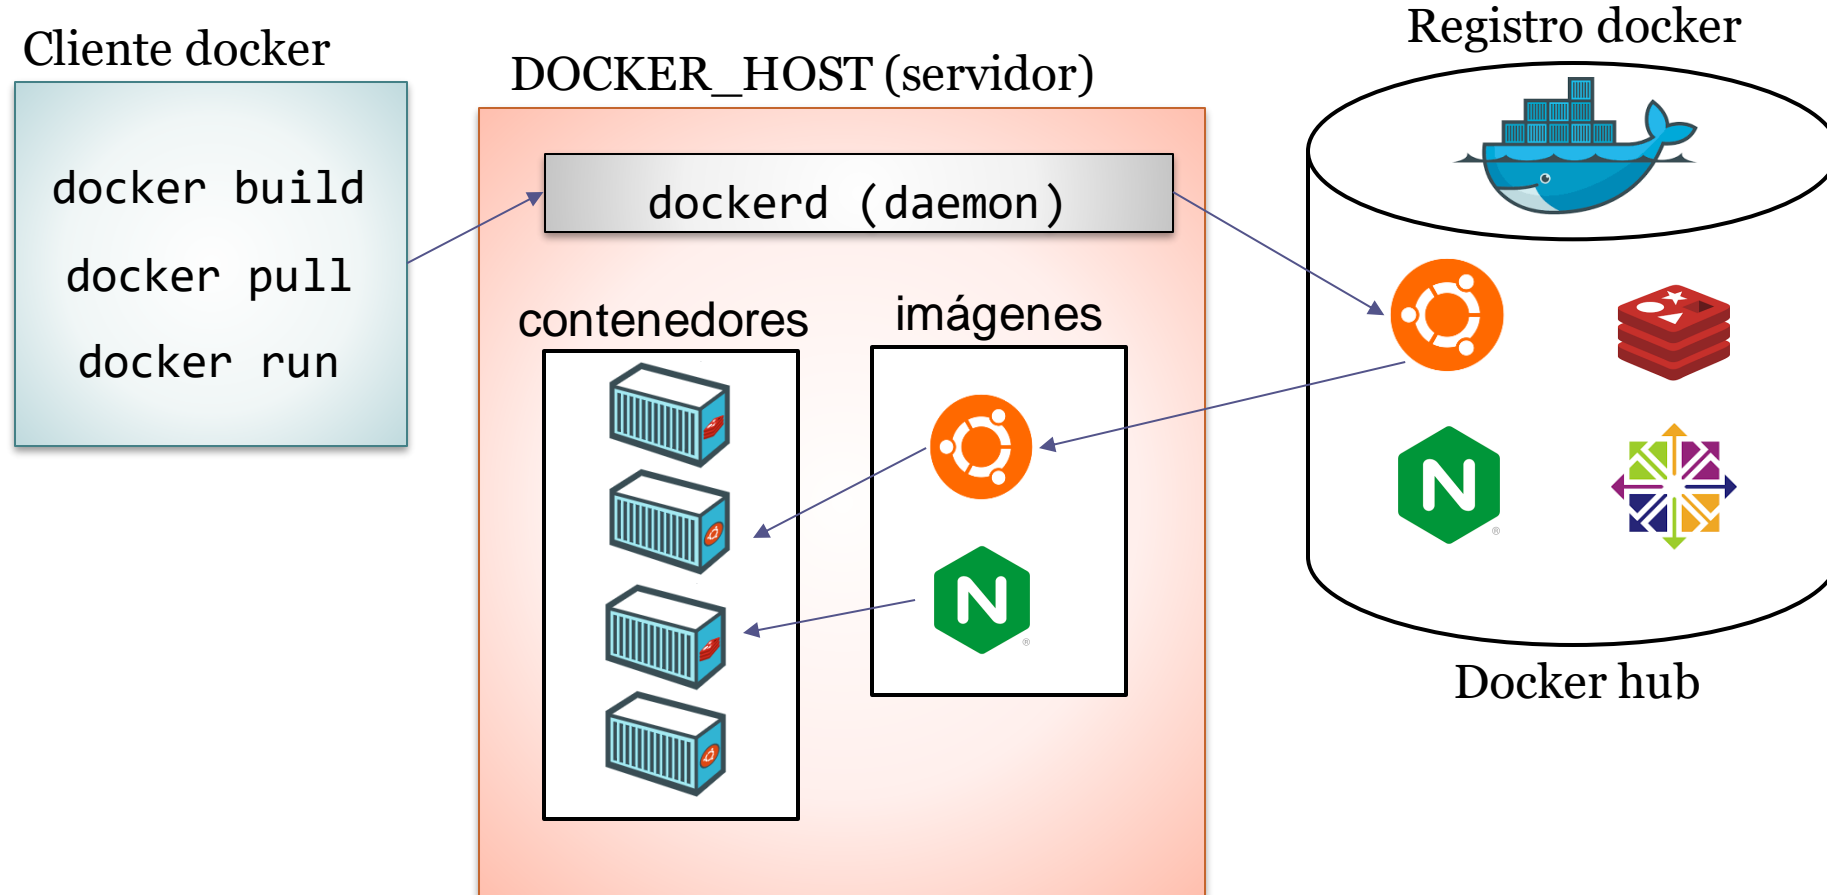 Cliente docker
docker build
docker pull
docker run
DOCKER_HOST (servidor)
dockerd (daemon)
contenedores
imágenes
N
®
Registro docker
N
®
Docker hub